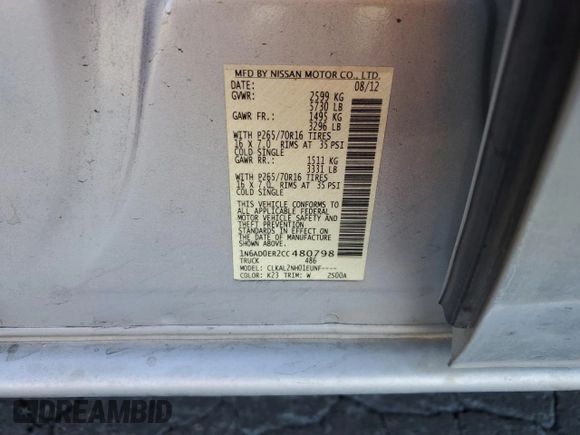 MFD BY NISSAN MOTOR CO., LTD.
DATE: 08/12
GVWR: 2599 KG
5730 LB
GAWR FR.: 1495 KG
3296 LB
WITH P265/70R16 TIRES
16 X 7.0 RIMS AT 35 PSI
COLD SINGLE
GAWR RR.: 1511 KG
3331 LB
WITH P265/70R16 TIRES
16 X 7.0 RIMS AT 35 PSI
COLD SINGLE
THIS VEHICLE CONFORMS TO
ALL APPLICABLE FEDERAL
MOTOR VEHICLE SAFETY AND
THEFT PREVENTION
STANDARDS IN EFFECT ON
THE DATE OF MANUFACTURE
SHOWN ABOVE.
1N6AD0ER2CC480798
TRUCK 486
MODEL: CLKALZNH01EUNF----
COLOR: K23 TRIM: W ZS00A
DREAMBID